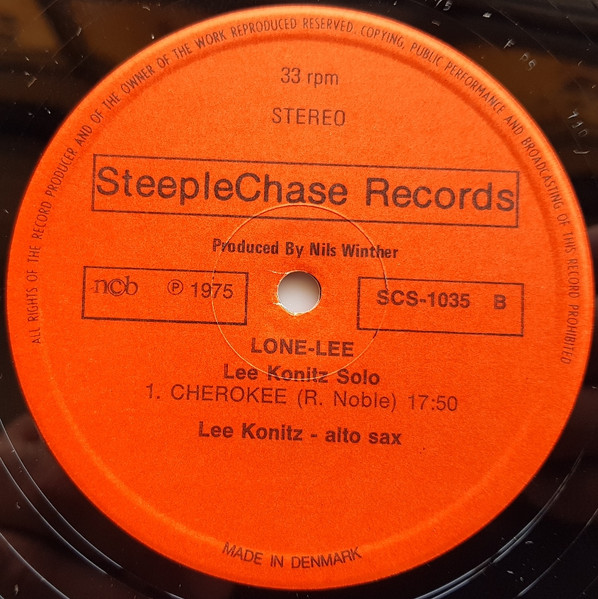 ALL RIGHTS OF THE RECORD PRODUCER AND OF THE OWNER OF THE WORK REPRODUCED RESERVED. COPYING, PUBLIC PERFORMANCE AND BROADCASTING OF THIS RECORD PROHIBITED
33 rpm
STEREO
SteepleChase Records
Produced By Nils Winther
ncb ℗ 1975
SCS-1035 B
LONE-LEE
Lee Konitz Solo
1. CHEROKEE (R. Noble) 17:50
Lee Konitz - alto sax
MADE IN DENMARK